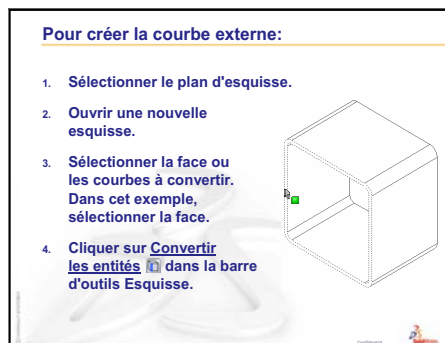 Pour créer la courbe externe:
1. Sélectionner le plan d'esquisse.
2. Ouvrir une nouvelle
esquisse.
3. Sélectionner la face ou
les courbes à convertir.
Dans cet exemple,
sélectionner la face.
4. Cliquer sur Convertir
les entités dans la barre
d'outils Esquisse.
Confidential
SolidWorks